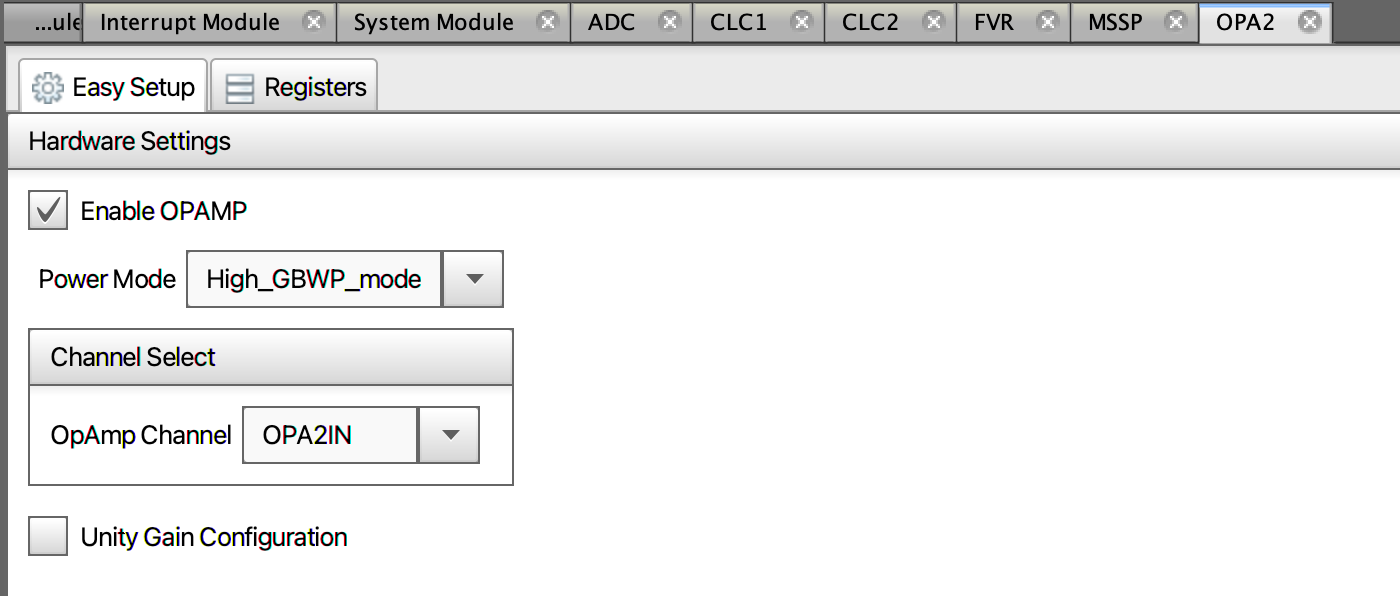 ...ule Interrupt Module System Module ADC CLC1 CLC2 FVR MSSP OPA2
Easy Setup Registers
Hardware Settings
Enable OPAMP
Power Mode High_GBWP_mode
Channel Select
OpAmp Channel OPA2IN
Unity Gain Configuration